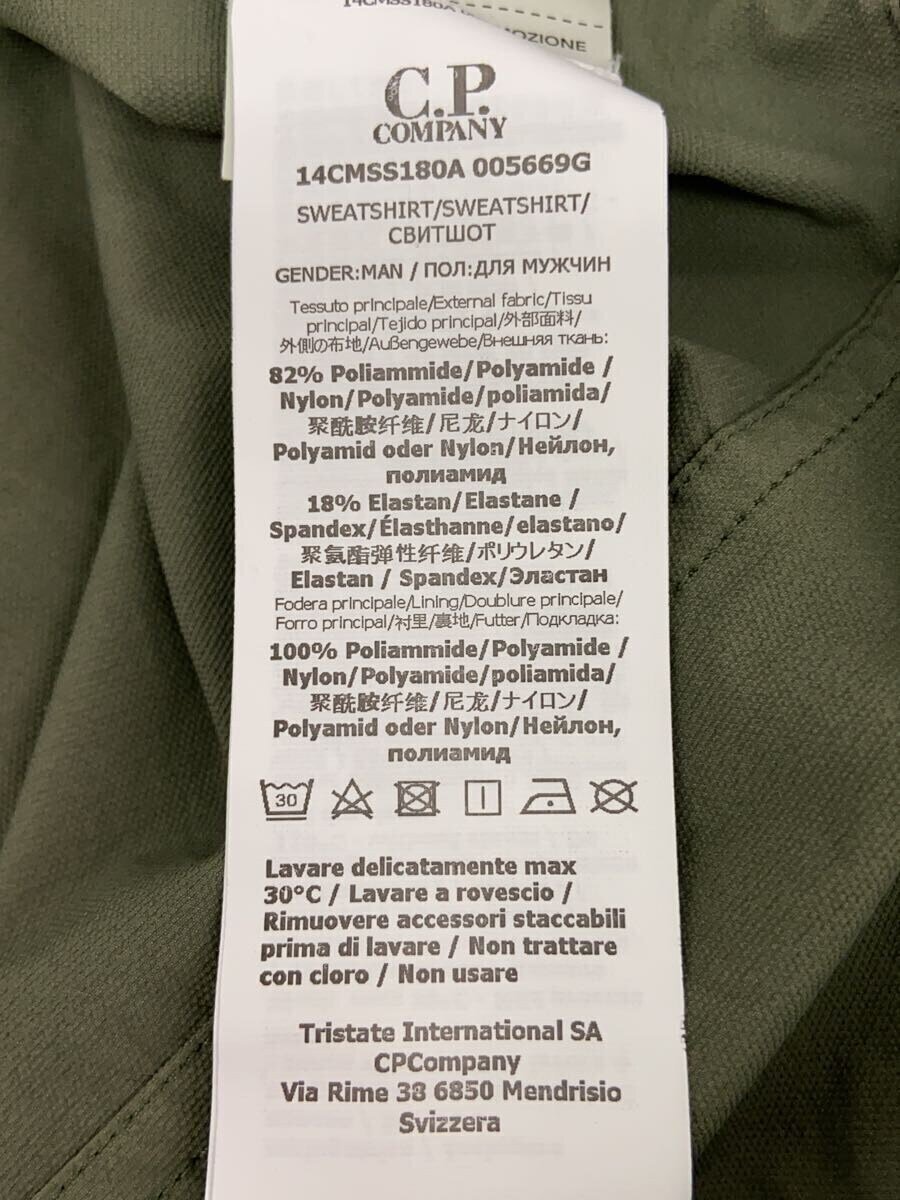 14CMSS180A
MOZIONE
C.P.
COMPANY
14CMSS180A 005669G
SWEATSHIRT/SWEATSHIRT/
СВИТШОТ
GENDER:MAN / ПОЛ:ДЛЯ МУЖЧИН
Tessuto principale/External fabric/Tissu
principal/Tejido principal/外部面料/
外側の布地/Außengewebe/Внешняя ткань:
82% Poliammide/Polyamide /
Nylon/Polyamide/poliamida/
聚酰胺纤维/尼龙/ナイロン/
Polyamid oder Nylon/Нейлон,
полиамид
18% Elastan/Elastane /
Spandex/Élasthanne/elastano/
聚氨酯弹性纤维/ポリウレタン/
Elastan / Spandex/Эластан
Fodera principale/Lining/Doublure principale/
Forro principal/衬里/裏地/Futter/Подкладка:
100% Poliammide/Polyamide /
Nylon/Polyamide/poliamida/
聚酰胺纤维/尼龙/ナイロン/
Polyamid oder Nylon/Нейлон,
полиамид
30
Lavare delicatamente max
30°C / Lavare a rovescio /
Rimuovere accessori staccabili
prima di lavare / Non trattare
con cloro / Non usare
Tristate International SA
CPCompany
Via Rime 38 6850 Mendrisio
Svizzera